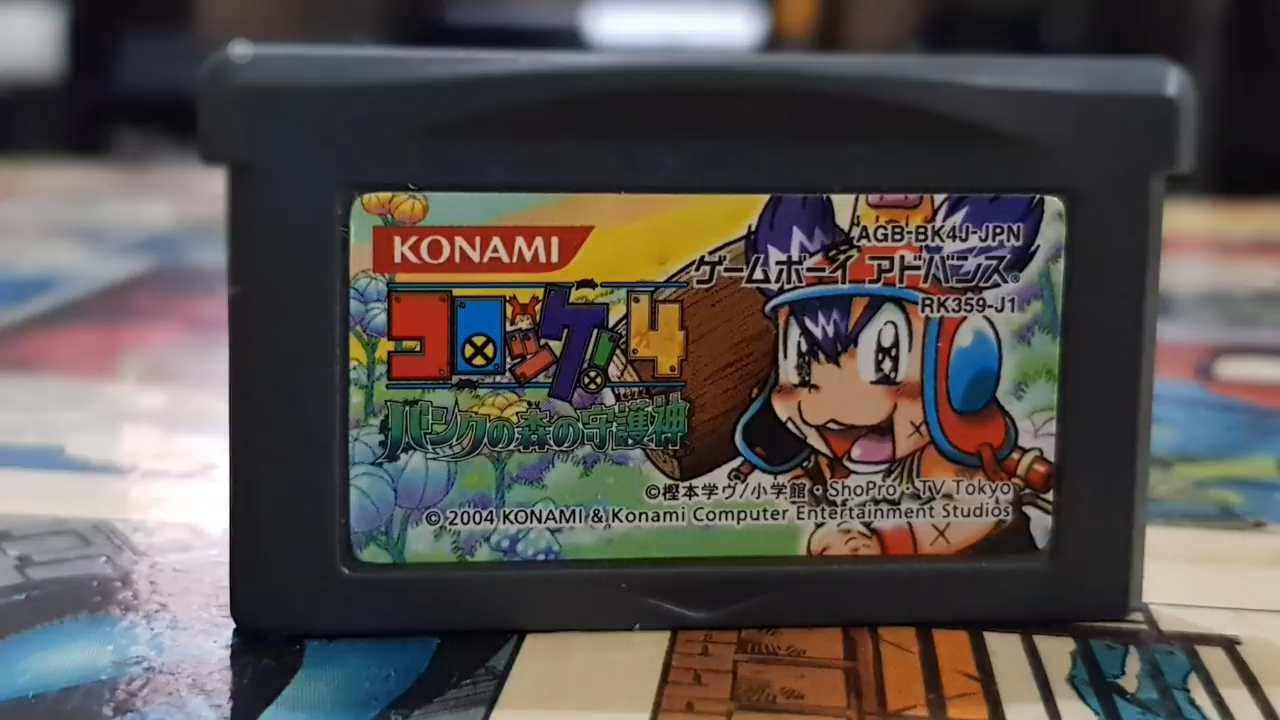 KONAMI
AGB-BK4J-JPN
ゲームボーイ アドバンス®
RK359-J1
コロッケ!4
バンクの森の守護神
©樫本学ヴ/小学館・ShoPro・TV Tokyo
© 2004 KONAMI & Konami Computer Entertainment Studios